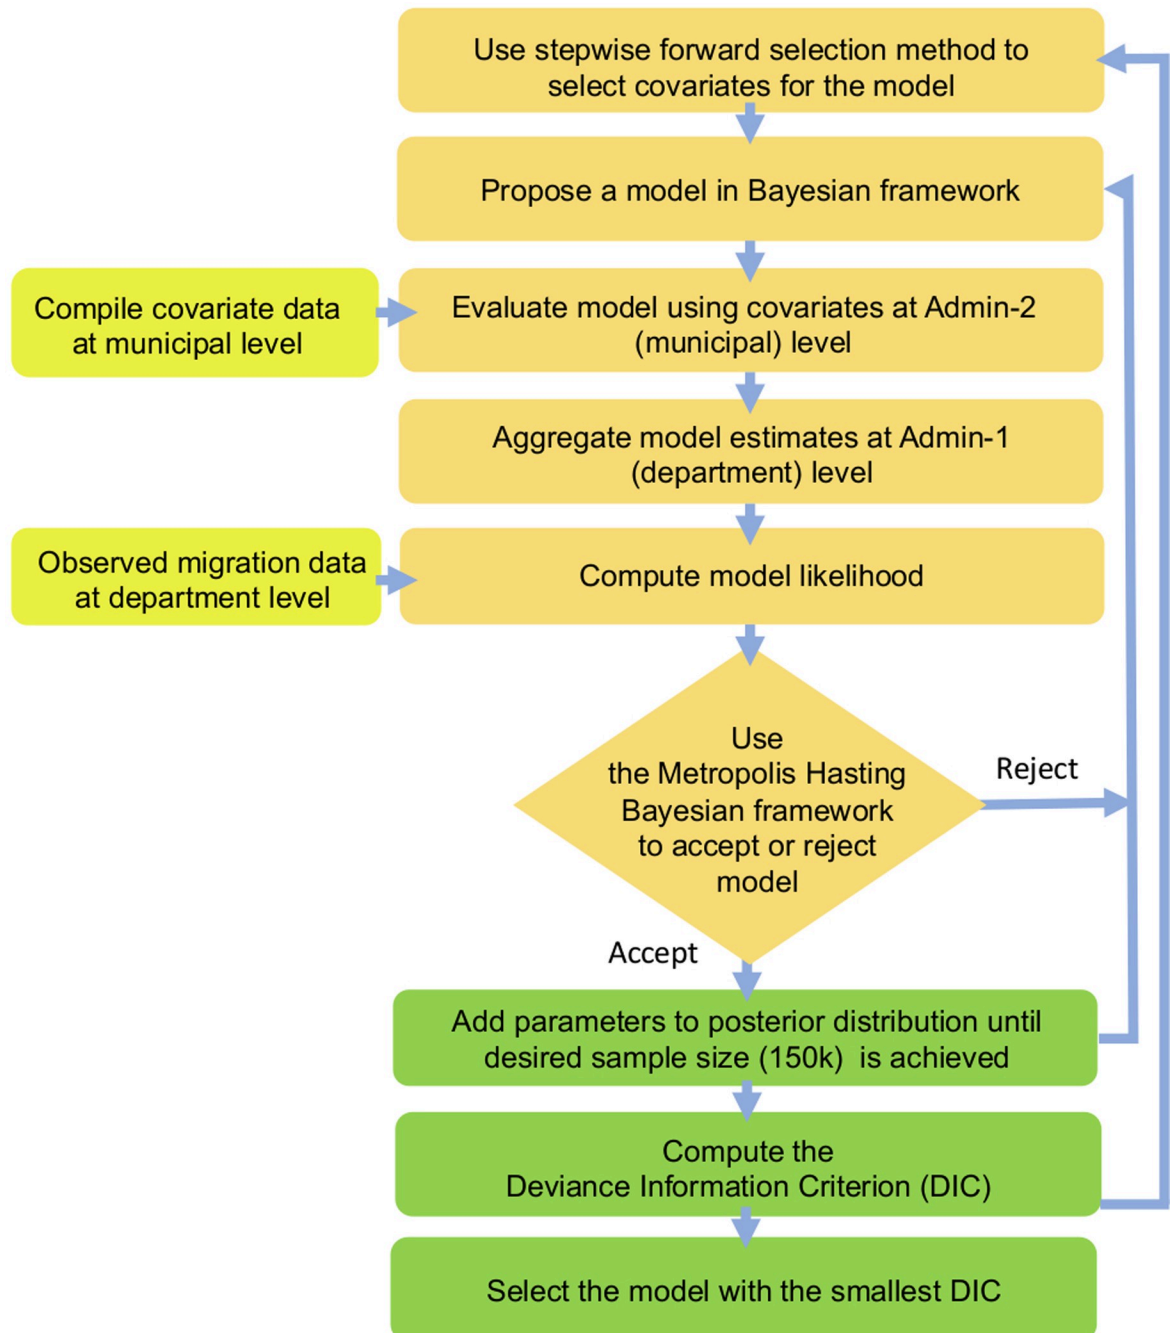 Use stepwise forward selection method to
select covariates for the model
Propose a model in Bayesian framework
Compile covariate data
at municipal level
Evaluate model using covariates at Admin-2
(municipal) level
Aggregate model estimates at Admin-1
(department) level
Observed migration data
at department level
Compute model likelihood
Use
the Metropolis Hasting
Bayesian framework
to accept or reject
model
Reject
Accept
Add parameters to posterior distribution until
desired sample size (150k) is achieved
Compute the
Deviance Information Criterion (DIC)
Select the model with the smallest DIC